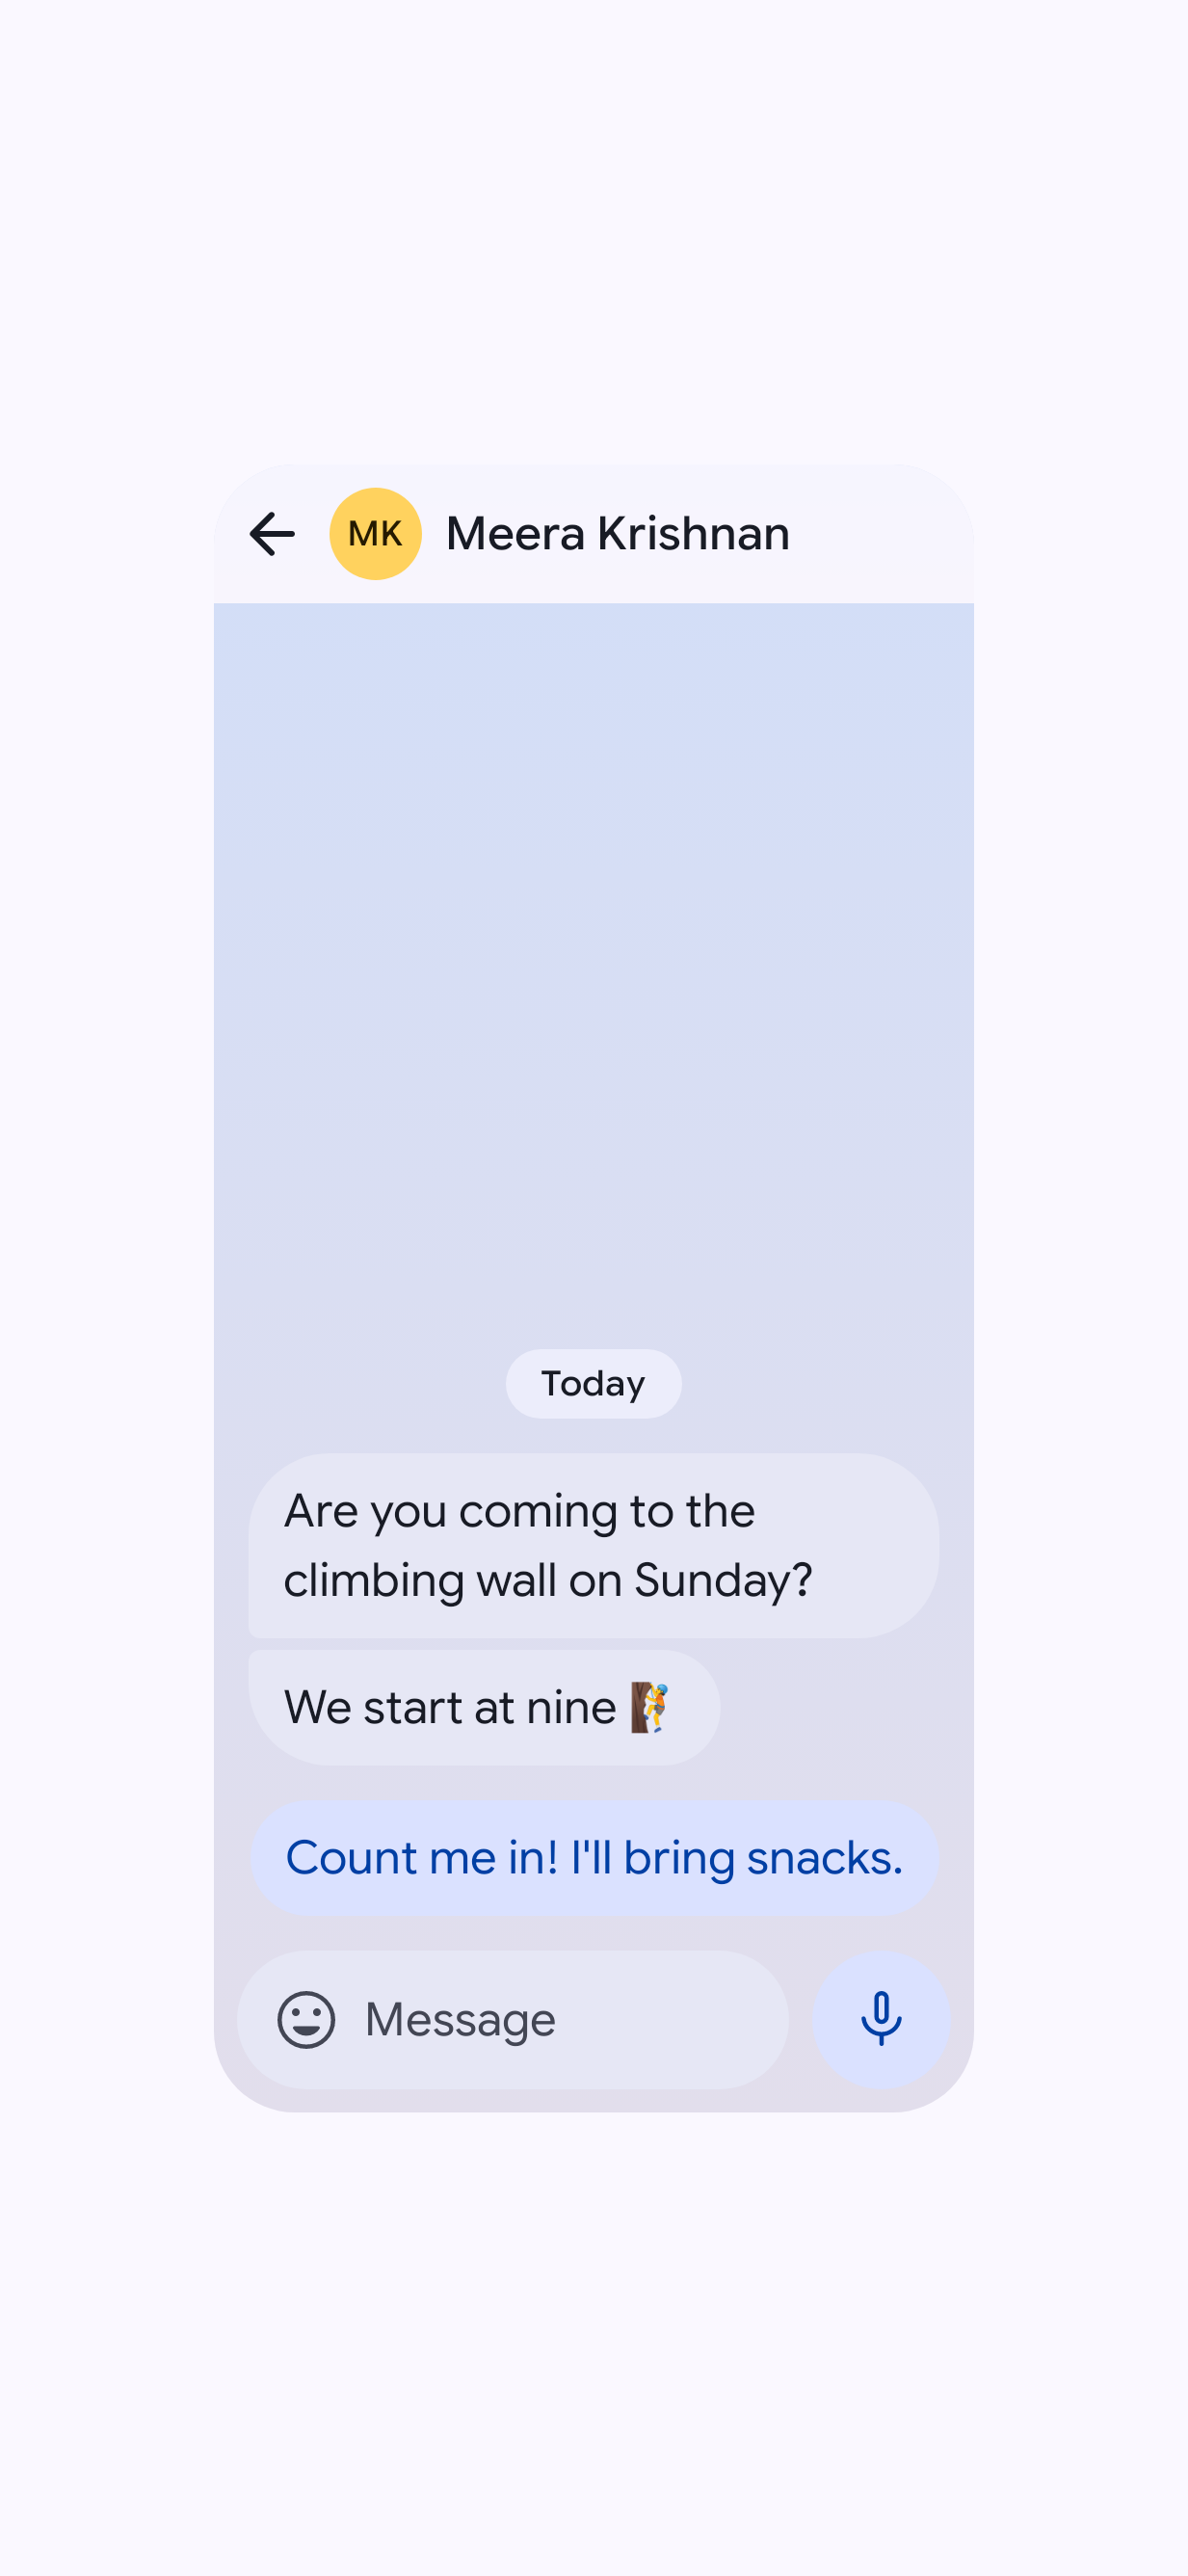 MK Meera Krishnan
Today
Are you coming to the
climbing wall on Sunday?
We start at nine 🧗
Count me in! I'll bring snacks.
Message